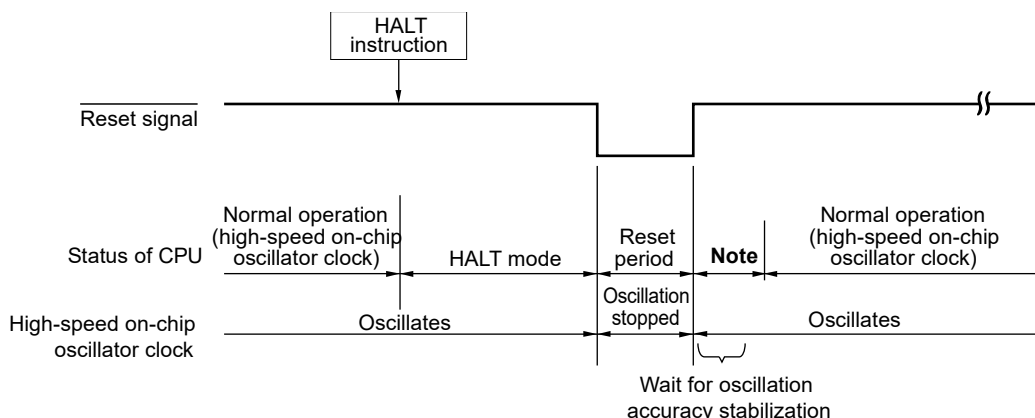 HALT
instruction
Reset signal
Normal operation
(high-speed on-chip
oscillator clock)
Status of CPU
HALT mode
Reset
period
Note
Normal operation
(high-speed on-chip
oscillator clock)
High-speed on-chip
oscillator clock
Oscillates
Oscillation
stopped
Oscillates
Wait for oscillation
accuracy stabilization